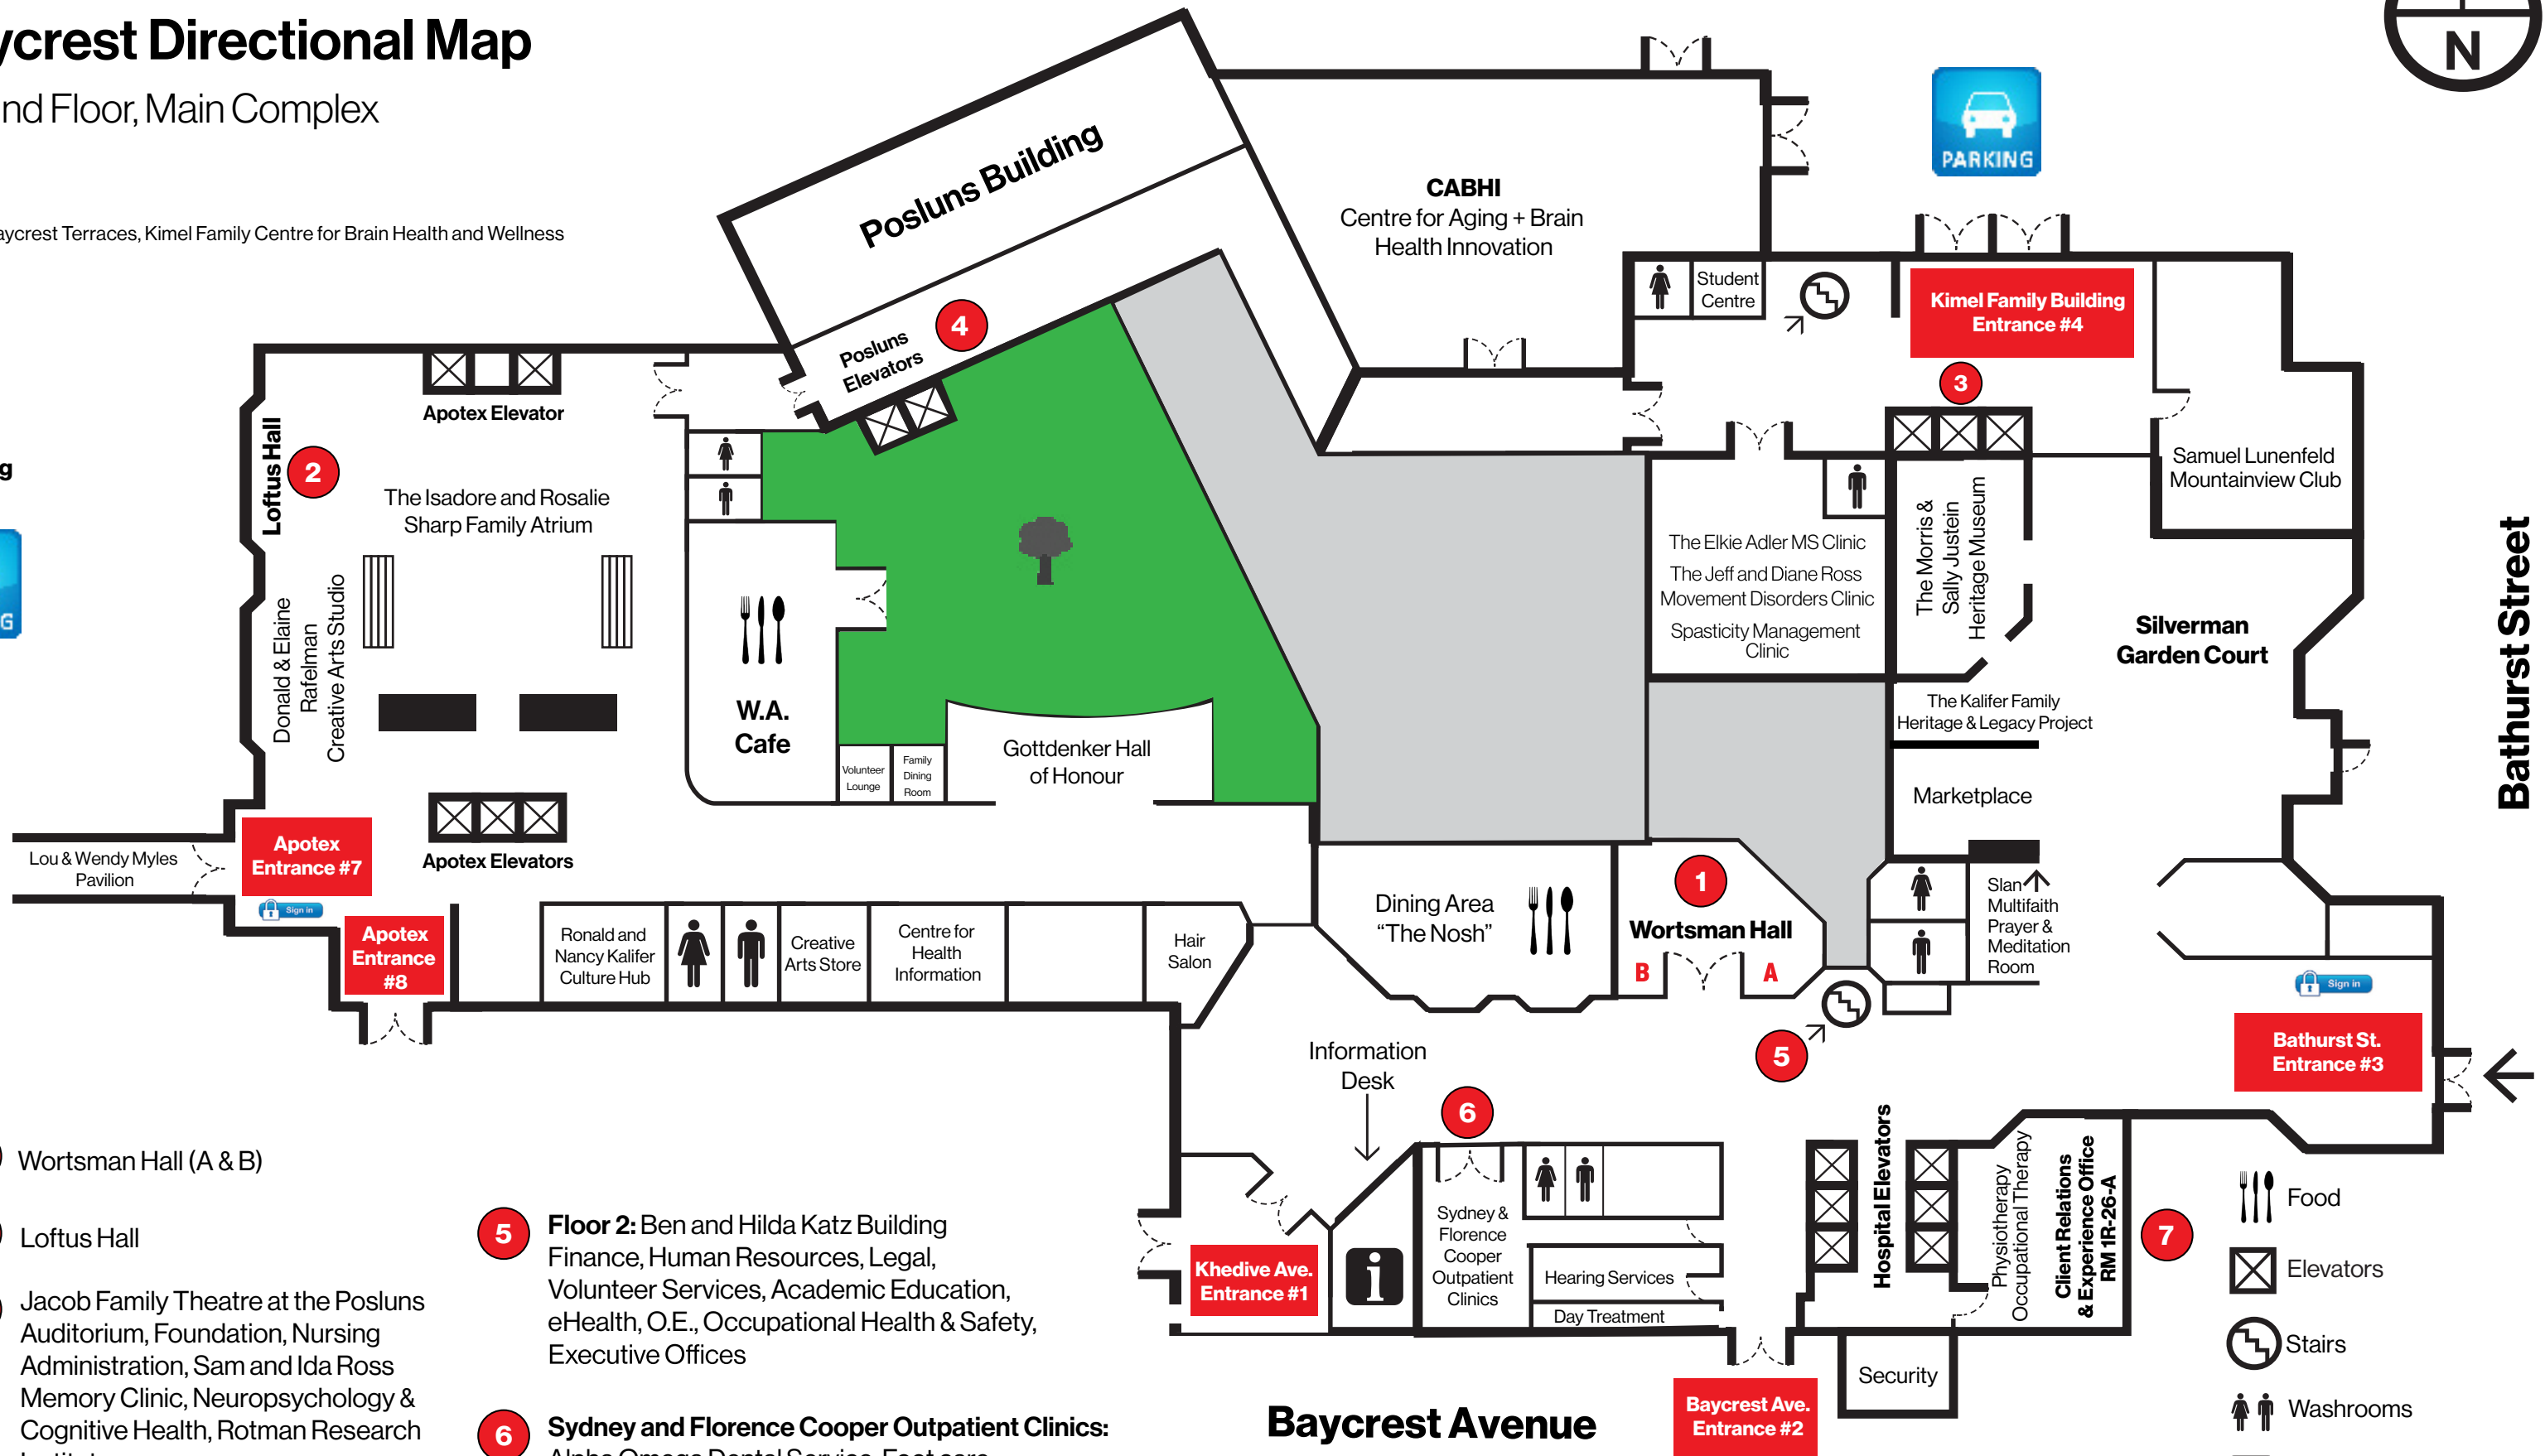 ycrest Directional Map
nd Floor, Main Complex
aycrest Terraces, Kimel Family Centre for Brain Health and Wellness
N
PARKING
Posluns Building
CABHI
Centre for Aging + Brain
Health Innovation
Student
Centre
Kimel Family Building
Entrance #4
3
4
Posluns
Elevators
Apotex Elevator
Loftus Hall
2
g
G
The Isadore and Rosalie
Sharp Family Atrium
Donald & Elaine
Rafelman
Creative Arts Studio
Samuel Lunenfeld
Mountainview Club
The Elkie Adler MS Clinic
The Jeff and Diane Ross
Movement Disorders Clinic
Spasticity Management
Clinic
The Morris &
Sally Justein
Heritage Museum
Silverman
Garden Court
Bathurst Street
W.A.
Cafe
Volunteer
Lounge
Family
Dining
Room
Gottdenker Hall
of Honour
The Kalifer Family
Heritage & Legacy Project
Marketplace
Lou & Wendy Myles
Pavilion
Apotex
Entrance #7
Sign in
Apotex Elevators
Apotex
Entrance
#8
Ronald and
Nancy Kalifer
Culture Hub
Creative
Arts Store
Centre for
Health
Information
Hair
Salon
Dining Area
“The Nosh”
1
Wortsman Hall
B
A
Slan
Multifaith
Prayer &
Meditation
Room
Sign in
Bathurst St.
Entrance #3
5
Information
Desk
6
Khedive Ave.
Entrance #1
i
Sydney &
Florence
Cooper
Outpatient
Clinics
Hearing Services
Day Treatment
Hospital Elevators
Physiotherapy
Occupational Therapy
Client Relations
& Experience Office
RM 1R-26-A
7
Security
Baycrest Avenue
Baycrest Ave.
Entrance #2
Wortsman Hall (A & B)
Loftus Hall
Jacob Family Theatre at the Posluns
Auditorium, Foundation, Nursing
Administration, Sam and Ida Ross
Memory Clinic, Neuropsychology &
Cognitive Health, Rotman Research
5
Floor 2: Ben and Hilda Katz Building
Finance, Human Resources, Legal,
Volunteer Services, Academic Education,
eHealth, O.E., Occupational Health & Safety,
Executive Offices
6
Sydney and Florence Cooper Outpatient Clinics:
Food
Elevators
Stairs
Washrooms